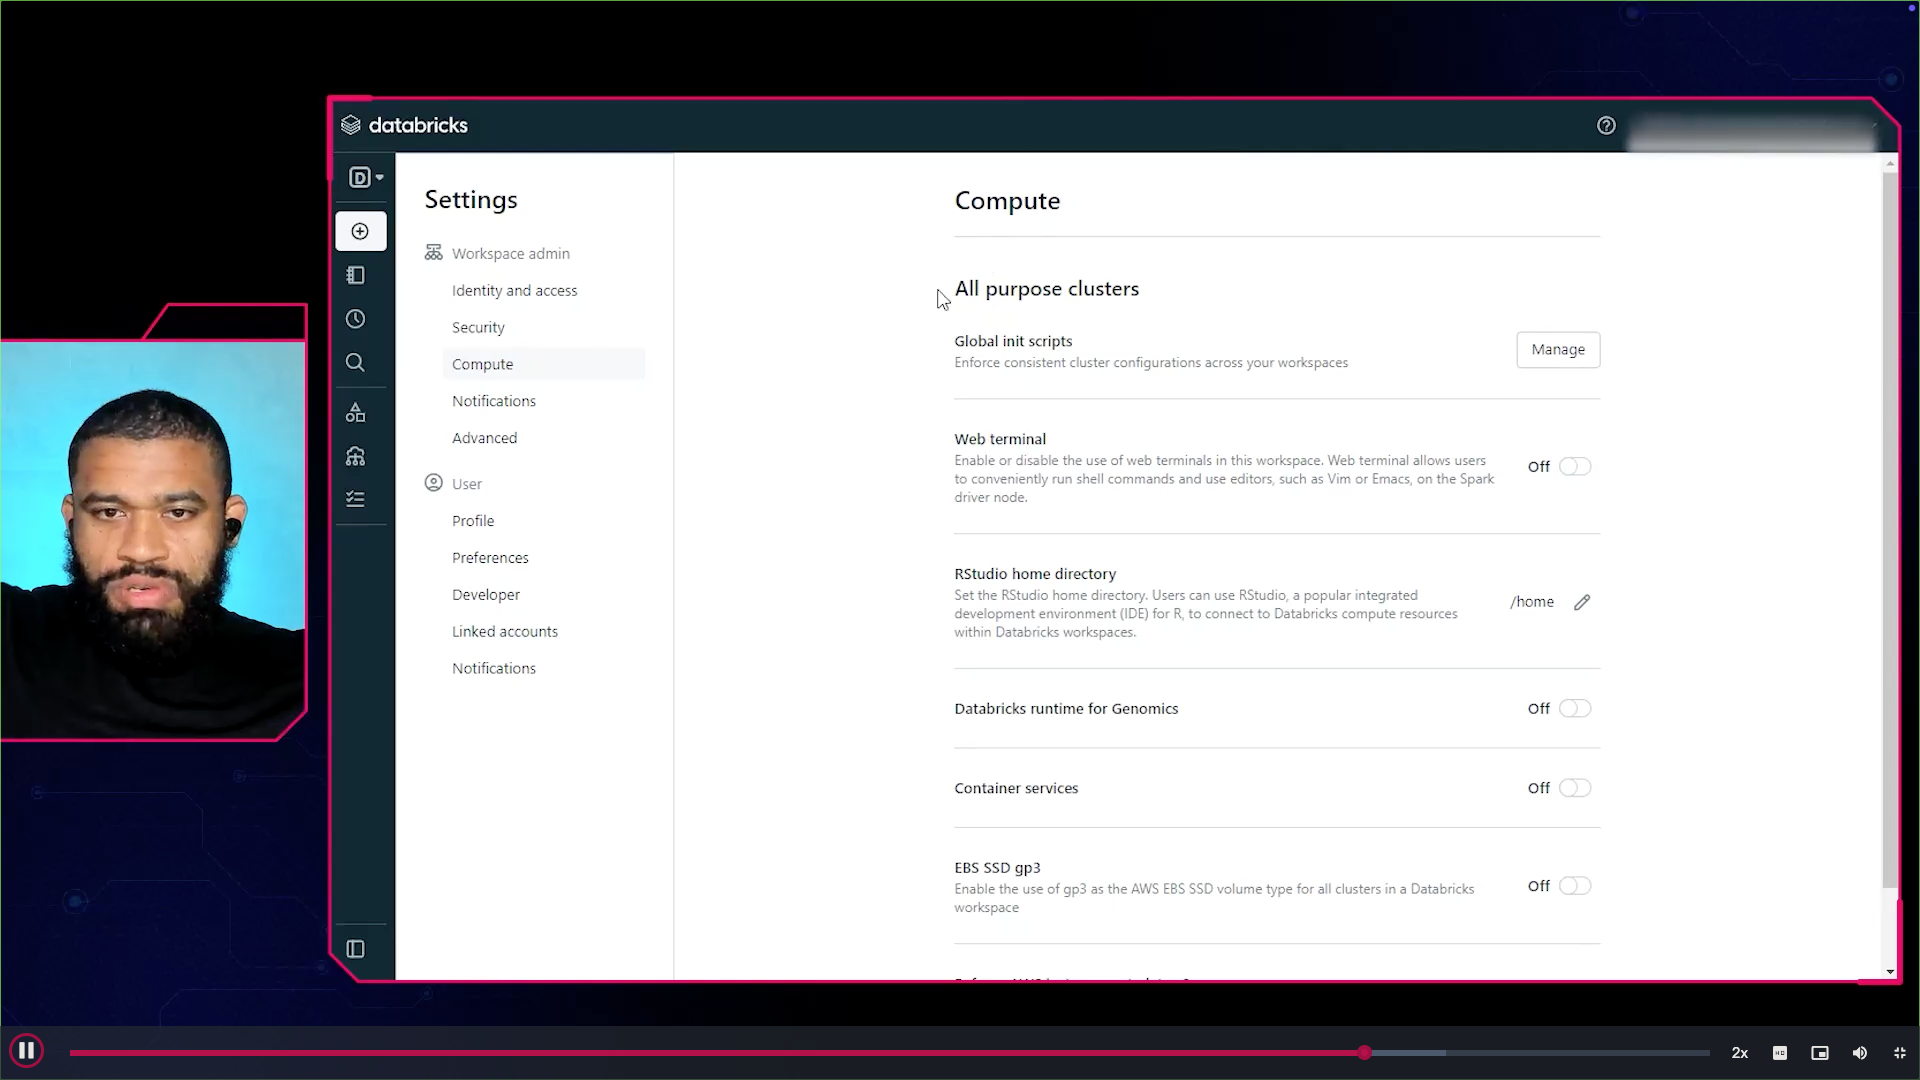 databricks
Settings
Workspace admin
Identity and access
Security
Compute
Notifications
Advanced
User
Profile
Preferences
Developer
Linked accounts
Notifications
Compute
All purpose clusters
Global init scripts
Enforce consistent cluster configurations across your workspaces
Manage
Web terminal
Enable or disable the use of web terminals in this workspace. Web terminal allows users
to conveniently run shell commands and use editors, such as Vim or Emacs, on the Spark
driver node.
Off
RStudio home directory
Set the RStudio home directory. Users can use RStudio, a popular integrated
development environment (IDE) for R, to connect to Databricks compute resources
within Databricks workspaces.
/home
Databricks runtime for Genomics
Off
Container services
Off
EBS SSD gp3
Enable the use of gp3 as the AWS EBS SSD volume type for all clusters in a Databricks
workspace
Off
2x